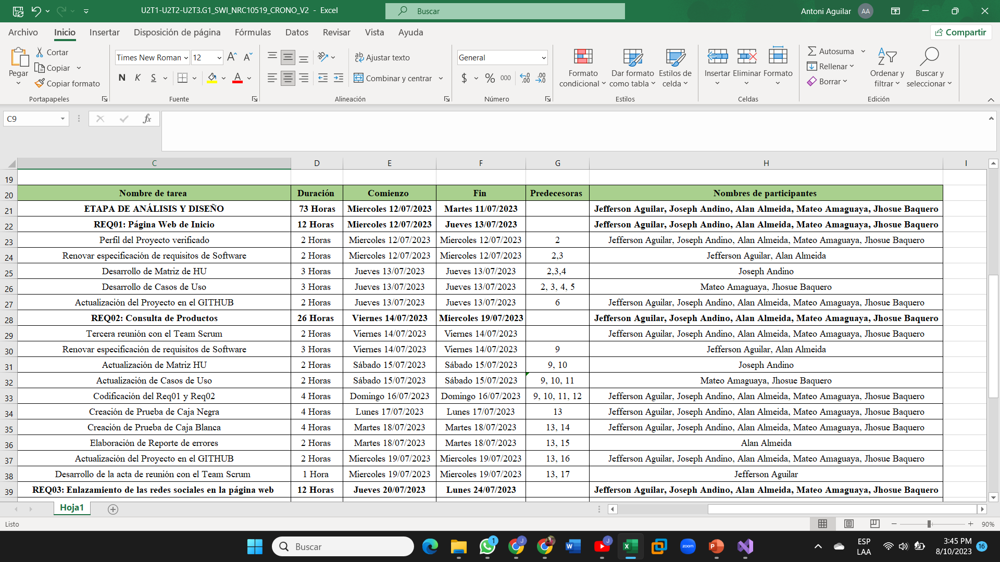 U2T1-U2T2-U2T3.G1_SWI_NRC10519_CRONO_V2 - Excel
Buscar
Antoni Aguilar AA
Archivo Inicio Insertar Disposición de página Fórmulas Datos Revisar Vista Ayuda Compartir
Pegar
Cortar
Copiar
Copiar formato
Portapapeles
Times New Roman 12
N K S
Fuente
Ajustar texto
Combinar y centrar
Alineación
General
$ % 000
Número
Formato condicional
Dar formato como tabla
Estilos de celda
Estilos
Insertar Eliminar Formato
Celdas
Autosuma
Rellenar
Borrar
Ordenar y filtrar
Buscar y seleccionar
Edición
C9 fx
C D E F G H I
19
20 Nombre de tarea Duración Comienzo Fin Predecesoras Nombres de participantes
21 ETAPA DE ANÁLISIS Y DISEÑO 73 Horas Miercoles 12/07/2023 Martes 11/07/2023 Jefferson Aguilar, Joseph Andino, Alan Almeida, Mateo Amaguaya, Jhosue Baquero
22 REQ01: Página Web de Inicio 12 Horas Miercoles 12/07/2023 Jueves 13/07/2023 Jefferson Aguilar, Joseph Andino, Alan Almeida, Mateo Amaguaya, Jhosue Baquero
23 Perfil del Proyecto verificado 2 Horas Miercoles 12/07/2023 Miercoles 12/07/2023 2 Jefferson Aguilar, Joseph Andino, Alan Almeida, Mateo Amaguaya, Jhosue Baquero
24 Renovar especificación de requisitos de Software 2 Horas Miercoles 12/07/2023 Miercoles 12/07/2023 2,3 Jefferson Aguilar, Alan Almeida
25 Desarrollo de Matriz de HU 3 Horas Jueves 13/07/2023 Jueves 13/07/2023 2,3,4 Joseph Andino
26 Desarrollo de Casos de Uso 3 Horas Jueves 13/07/2023 Jueves 13/07/2023 2, 3, 4, 5 Mateo Amaguaya, Jhosue Baquero
27 Actualización del Proyecto en el GITHUB 2 Horas Jueves 13/07/2023 Jueves 13/07/2023 6 Jefferson Aguilar, Joseph Andino, Alan Almeida, Mateo Amaguaya, Jhosue Baquero
28 REQ02: Consulta de Productos 26 Horas Viernes 14/07/2023 Miercoles 19/07/2023 Jefferson Aguilar, Joseph Andino, Alan Almeida, Mateo Amaguaya, Jhosue Baquero
29 Tercera reunión con el Team Scrum 2 Horas Viernes 14/07/2023 Viernes 14/07/2023 Jefferson Aguilar, Joseph Andino, Alan Almeida, Mateo Amaguaya, Jhosue Baquero
30 Renovar especificación de requisitos de Software 3 Horas Viernes 14/07/2023 Viernes 14/07/2023 9 Jefferson Aguilar, Alan Almeida
31 Actualización de Matriz HU 2 Horas Sábado 15/07/2023 Sábado 15/07/2023 9, 10 Joseph Andino
32 Actualización de Casos de Uso 2 Horas Sábado 15/07/2023 Sábado 15/07/2023 9, 10, 11 Mateo Amaguaya, Jhosue Baquero
33 Codificación del Req01 y Req02 4 Horas Domingo 16/07/2023 Domingo 16/07/2023 9, 10, 11, 12 Jefferson Aguilar, Joseph Andino, Alan Almeida, Mateo Amaguaya, Jhosue Baquero
34 Creación de Prueba de Caja Negra 4 Horas Lunes 17/07/2023 Lunes 17/07/2023 13 Jefferson Aguilar, Joseph Andino, Alan Almeida, Mateo Amaguaya, Jhosue Baquero
35 Creación de Prueba de Caja Blanca 4 Horas Martes 18/07/2023 Martes 18/07/2023 13, 14 Jefferson Aguilar, Joseph Andino, Alan Almeida, Mateo Amaguaya, Jhosue Baquero
36 Elaboración de Reporte de errores 2 Horas Martes 18/07/2023 Martes 18/07/2023 13, 15 Alan Almeida
37 Actualización del Proyecto en el GITHUB 2 Horas Miercoles 19/07/2023 Miercoles 19/07/2023 13, 16 Jefferson Aguilar, Joseph Andino, Alan Almeida, Mateo Amaguaya, Jhosue Baquero
38 Desarrollo de la acta de reunión con el Team Scrum 1 Hora Miercoles 19/07/2023 Miercoles 19/07/2023 13, 17 Jefferson Aguilar
39 REQ03: Enlazamiento de las redes sociales en la página web 12 Horas Jueves 20/07/2023 Lunes 24/07/2023 Jefferson Aguilar, Joseph Andino, Alan Almeida, Mateo Amaguaya, Jhosue Baquero
Hoja1
Listo 90%
Buscar
1
J
J
zoom
ESP
LAA
3:45 PM
8/10/2023
16